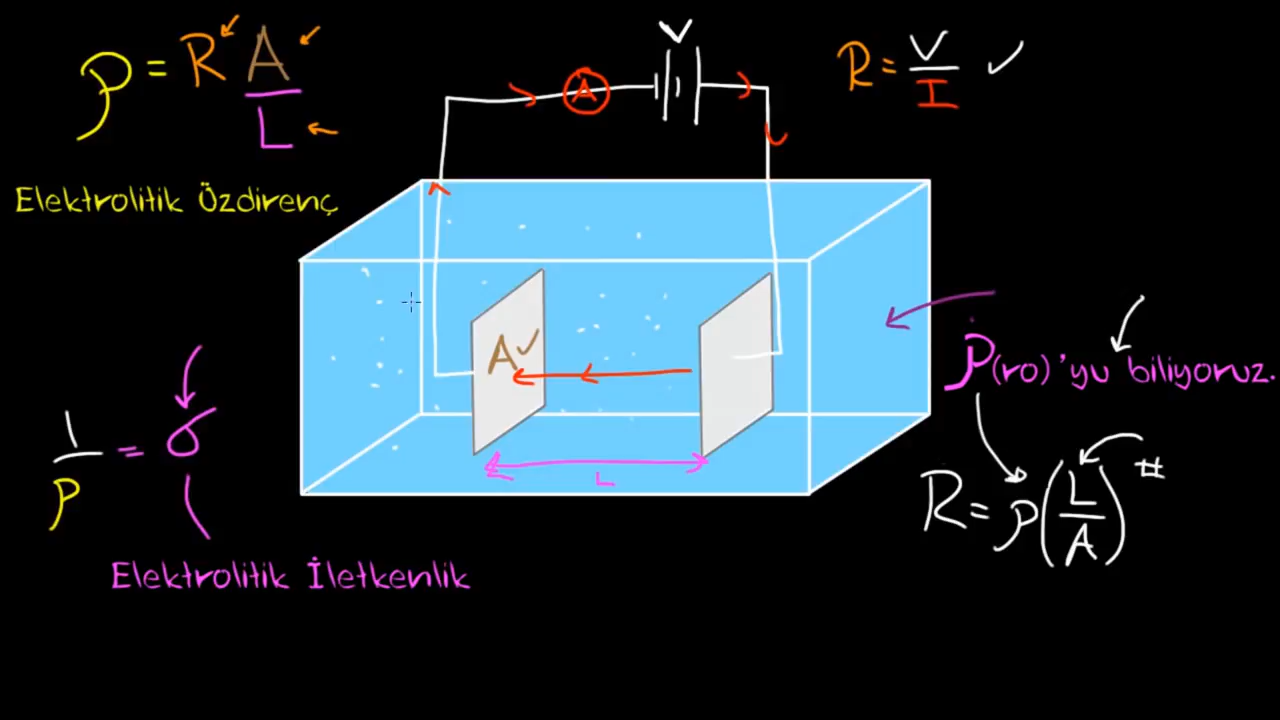 ρ = R A / L
Elektrolitik Özdirenç
V
A
R = V / I ✓
A ✓
L
ρ(ro)'yu biliyoruz.
1 / ρ = σ
R = ρ(L / A) #
Elektrolitik İletkenlik